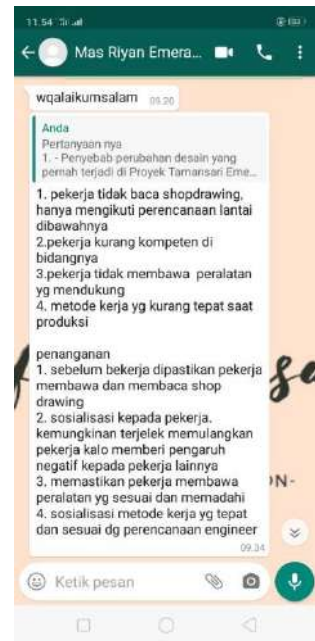 11.54
Mas Riyan Emera...
wqalaikumsalam 09.20
Anda
Pertanyaan nya
1. - Penyebab perubahan desain yang
pernah terjadi di Proyek Tamansari Eme...
1. pekerja tidak baca shopdrawing,
hanya mengikuti perencanaan lantai
dibawahnya
2.pekerja kurang kompeten di
bidangnya
3.pekerja tidak membawa peralatan
yg mendukung
4. metode kerja yg kurang tepat saat
produksi
penanganan
1. sebelum bekerja dipastikan pekerja
membawa dan membaca shop
drawing
2. sosialisasi kepada pekerja.
kemungkinan terjelek memulangkan
pekerja kalo memberi pengaruh
negatif kepada pekerja lainnya
3. memastikan pekerja membawa
peralatan yg sesuai dan memadahi
4. sosialisasi metode kerja yg tepat
dan sesuai dg perencanaan engineer
09.34
Ketik pesan